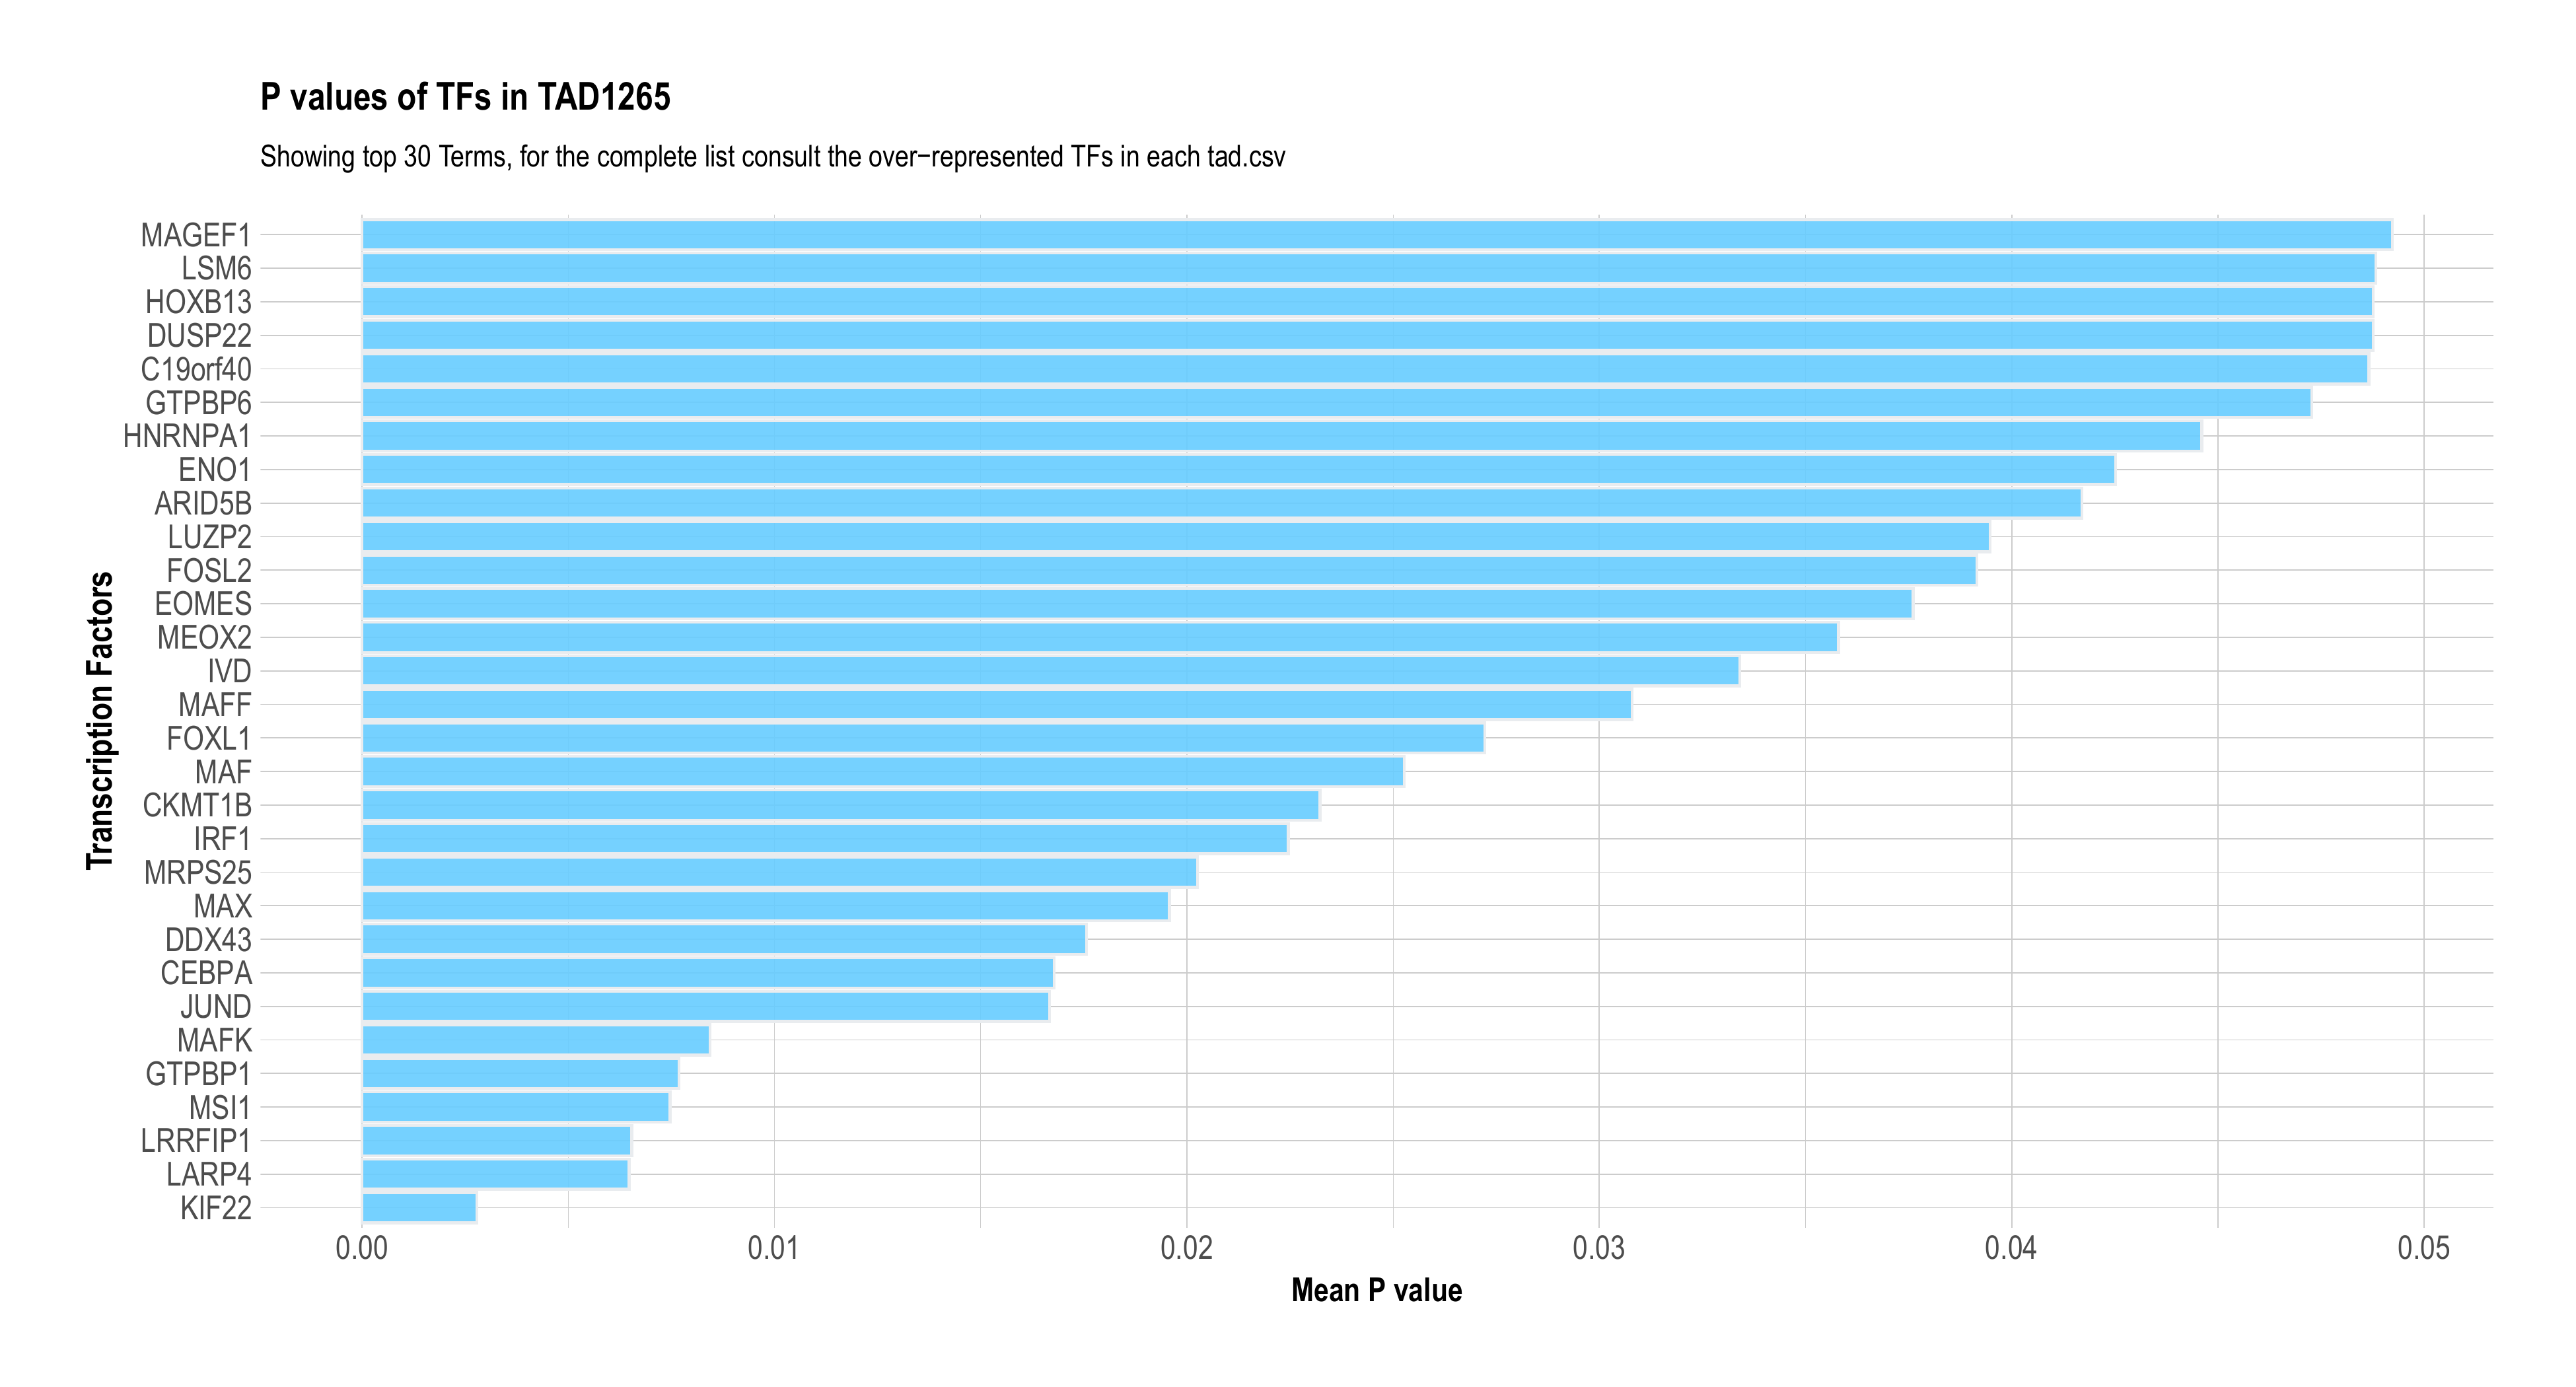 P values of TFs in TAD1265
Showing top 30 Terms, for the complete list consult the over−represented TFs in each tad.csv
Transcription Factors
MAGEF1
LSM6
HOXB13
DUSP22
C19orf40
GTPBP6
HNRNPA1
ENO1
ARID5B
LUZP2
FOSL2
EOMES
MEOX2
IVD
MAFF
FOXL1
MAF
CKMT1B
IRF1
MRPS25
MAX
DDX43
CEBPA
JUND
MAFK
GTPBP1
MSI1
LRRFIP1
LARP4
KIF22
0.00 0.01 0.02 0.03 0.04 0.05
Mean P value